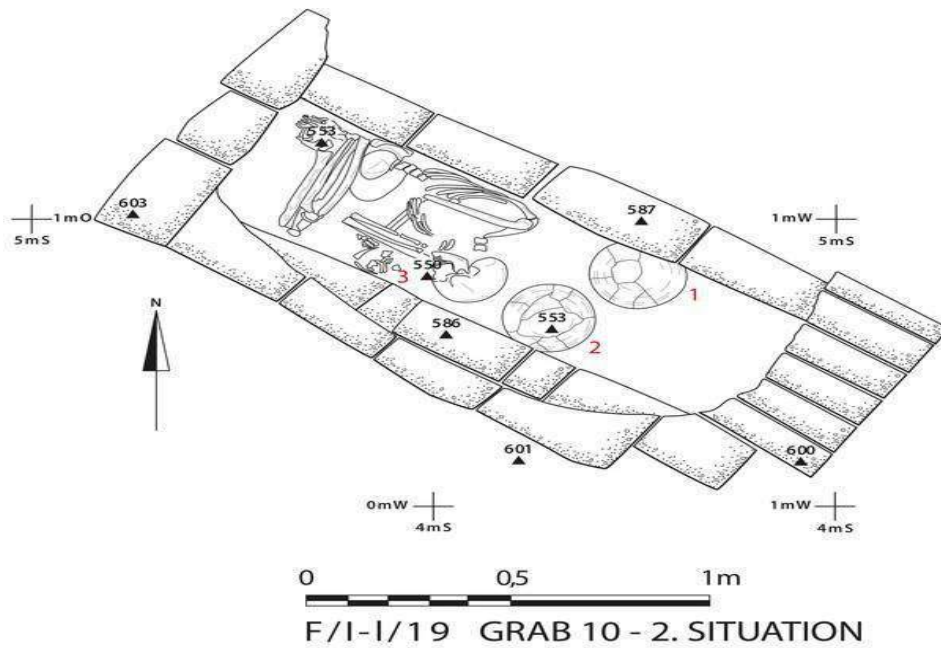 553
603
1mO
5mS
587
1mW
5mS
550
3
1
N
586
553
2
601
600
0mW
4mS
1mW
4mS
0 0,5 1m
F/I-l/19 GRAB 10 - 2. SITUATION